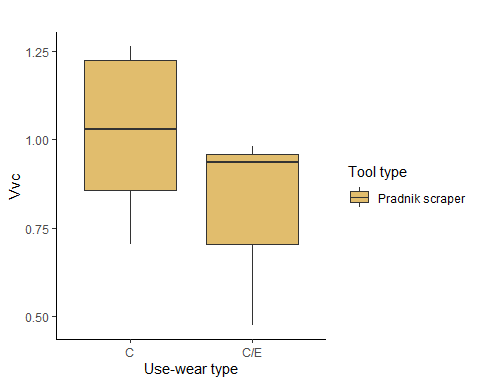 1.25
1.00
0.75
0.50
Vvc
C
C/E
Use-wear type
Tool type
Pradnik scraper